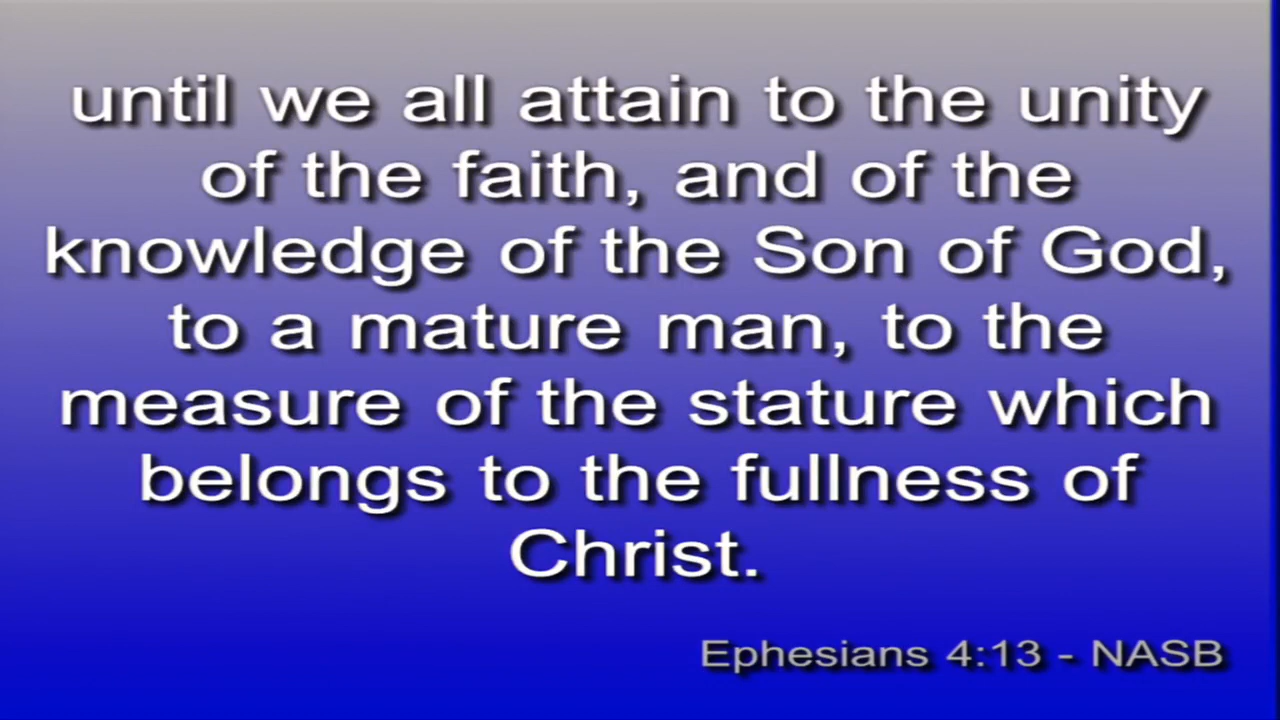 until we all attain to the unity
of the faith, and of the
knowledge of the Son of God,
to a mature man, to the
measure of the stature which
belongs to the fullness of
Christ.
Ephesians 4:13 - NASB